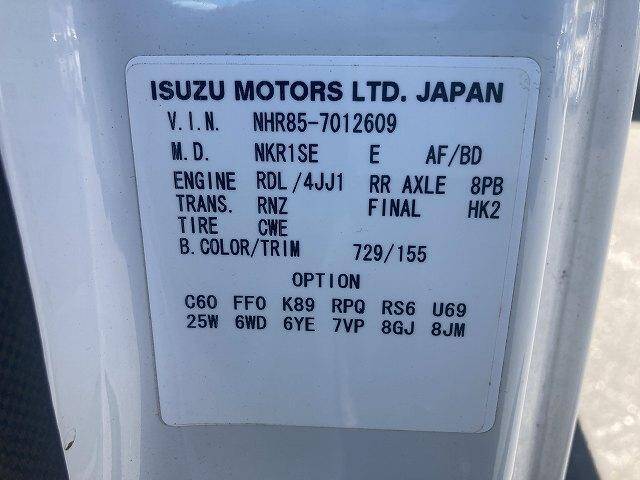 ISUZU MOTORS LTD. JAPAN
V.I.N. NHR85-7012609
M.D. NKR1SE E AF/BD
ENGINE RDL/4JJ1 RR AXLE 8PB
TRANS. RNZ FINAL HK2
TIRE CWE
B.COLOR/TRIM 729/155
OPTION
C60 FF0 K89 RPQ RS6 U69
25W 6WD 6YE 7VP 8GJ 8JM